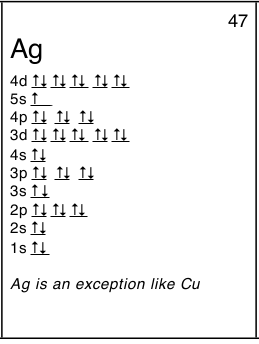 47
Ag
4d ↑↓ ↑↓ ↑↓ ↑↓ ↑↓
5s ↑
4p ↑↓ ↑↓ ↑↓
3d ↑↓ ↑↓ ↑↓ ↑↓ ↑↓
4s ↑↓
3p ↑↓ ↑↓ ↑↓
3s ↑↓
2p ↑↓ ↑↓ ↑↓
2s ↑↓
1s ↑↓
Ag is an exception like Cu